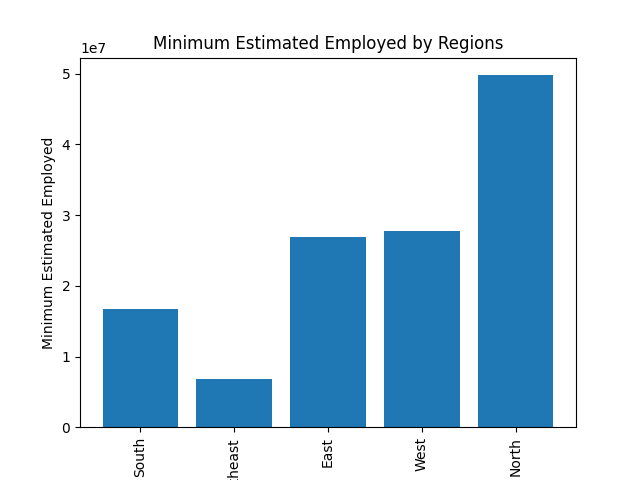 Minimum Estimated Employed by Regions
1e7
5
4
3
2
1
0
Minimum Estimated Employed
South
heast
East
West
North